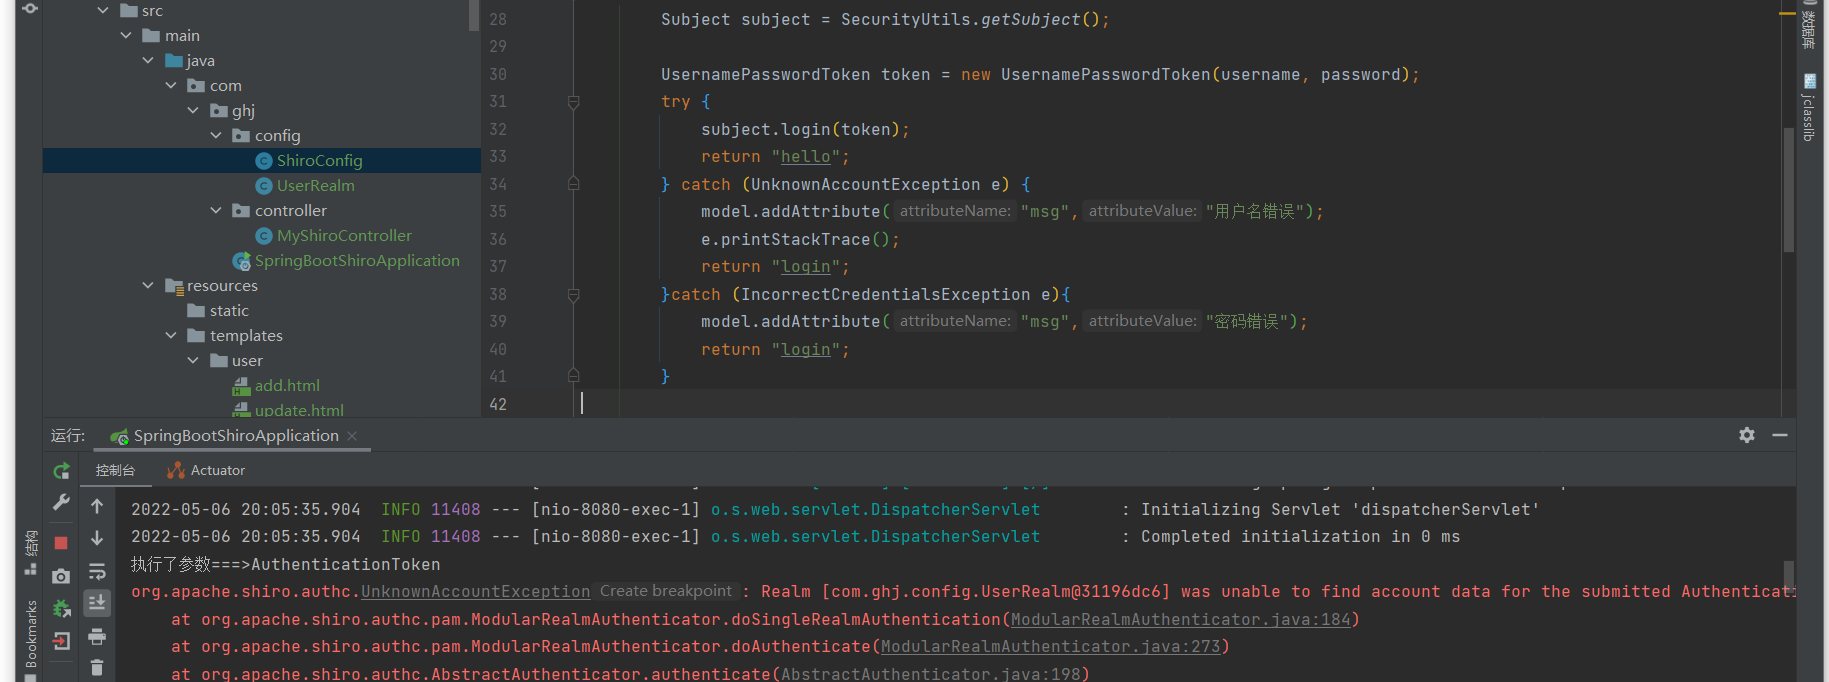 src
main
java
com
ghj
config
ShiroConfig
UserRealm
controller
MyShiroController
SpringBootShiroApplication
resources
static
templates
user
add.html
update.html
28 Subject subject = SecurityUtils.getSubject();
29
30 UsernamePasswordToken token = new UsernamePasswordToken(username, password);
31 try {
32 subject.login(token);
33 return "hello";
34 } catch (UnknownAccountException e) {
35 model.addAttribute( attributeName: "msg", attributeValue: "用户名错误");
36 e.printStackTrace();
37 return "login";
38 }catch (IncorrectCredentialsException e){
39 model.addAttribute( attributeName: "msg", attributeValue: "密码错误");
40 return "login";
41 }
42
数据库
jclasslib
运行: SpringBootShiroApplication
控制台 Actuator
2022-05-06 20:05:35.904 INFO 11408 --- [nio-8080-exec-1] o.s.web.servlet.DispatcherServlet : Initializing Servlet 'dispatcherServlet'
2022-05-06 20:05:35.904 INFO 11408 --- [nio-8080-exec-1] o.s.web.servlet.DispatcherServlet : Completed initialization in 0 ms
执行了参数===>AuthenticationToken
org.apache.shiro.authc.UnknownAccountException Create breakpoint : Realm [com.ghj.config.UserRealm@31196dc6] was unable to find account data for the submitted Authenticati
at org.apache.shiro.authc.pam.ModularRealmAuthenticator.doSingleRealmAuthentication(ModularRealmAuthenticator.java:184)
at org.apache.shiro.authc.pam.ModularRealmAuthenticator.doAuthenticate(ModularRealmAuthenticator.java:273)
at org.apache.shiro.authc.AbstractAuthenticator.authenticate(AbstractAuthenticator.java:198)
结构
Bookmarks